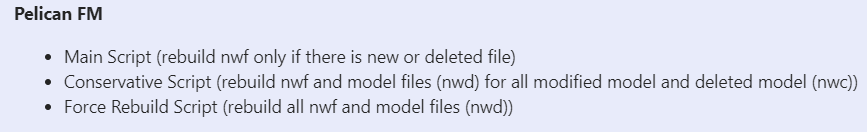 Pelican FM
• Main Script (rebuild nwf only if there is new or deleted file)
• Conservative Script (rebuild nwf and model files (nwd) for all modified model and deleted model (nwc))
• Force Rebuild Script (rebuild all nwf and model files (nwd))